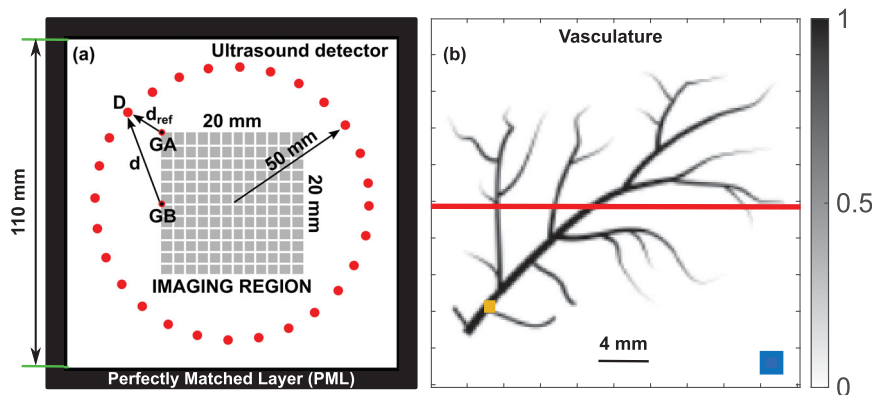 (a)
Ultrasound detector
D
d_ref
20 mm
GA
50 mm
d
20 mm
GB
110 mm
IMAGING REGION
Perfectly Matched Layer (PML)
(b)
Vasculature
4 mm
1
0.5
0